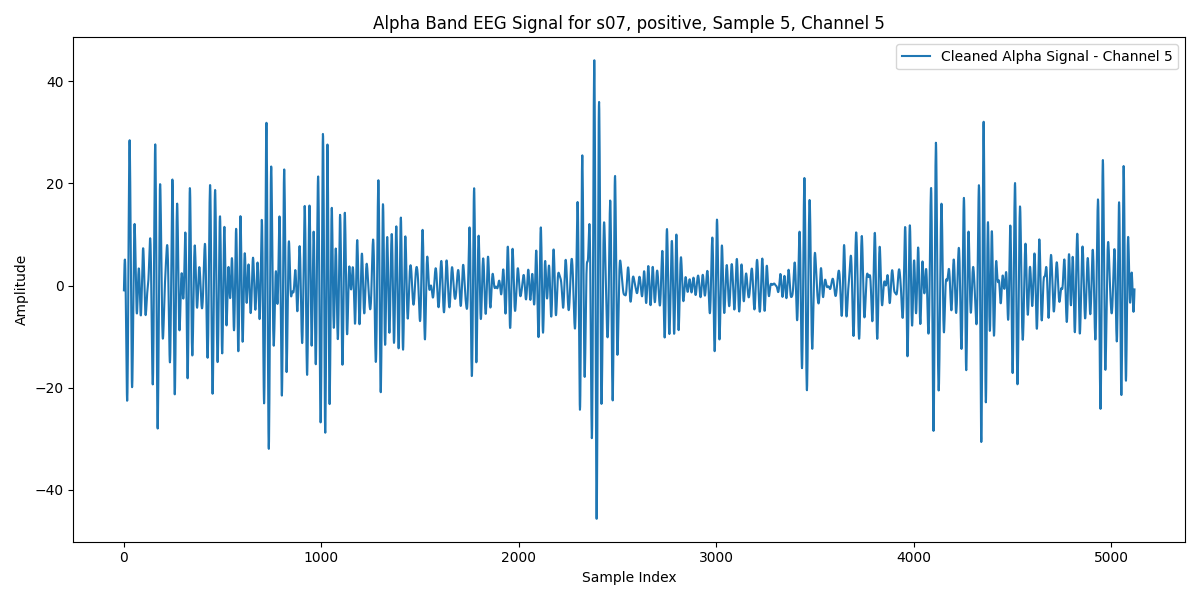 Alpha Band EEG Signal for s07, positive, Sample 5, Channel 5
Cleaned Alpha Signal - Channel 5
Amplitude
40
20
0
−20
−40
0 1000 2000 3000 4000 5000
Sample Index